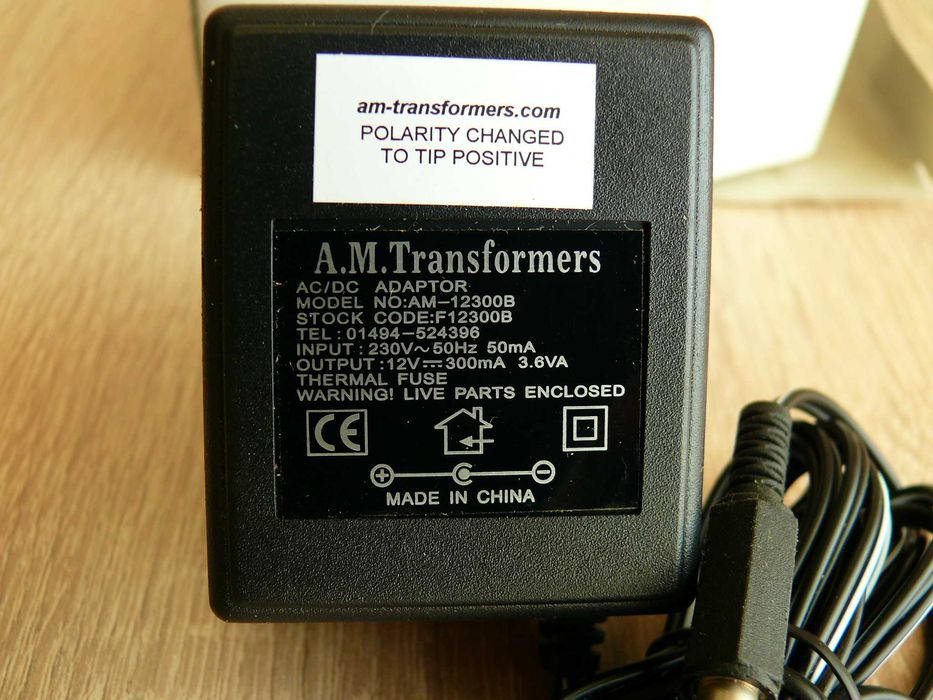 am-transformers.com
POLARITY CHANGED
TO TIP POSITIVE
A.M.Transformers
AC/DC ADAPTOR
MODEL NO:AM-12300B
STOCK CODE:F12300B
TEL:01494-524396
INPUT:230V~50Hz 50mA
OUTPUT:12V⎓300mA 3.6VA
THERMAL FUSE
WARNING! LIVE PARTS ENCLOSED
CE
MADE IN CHINA